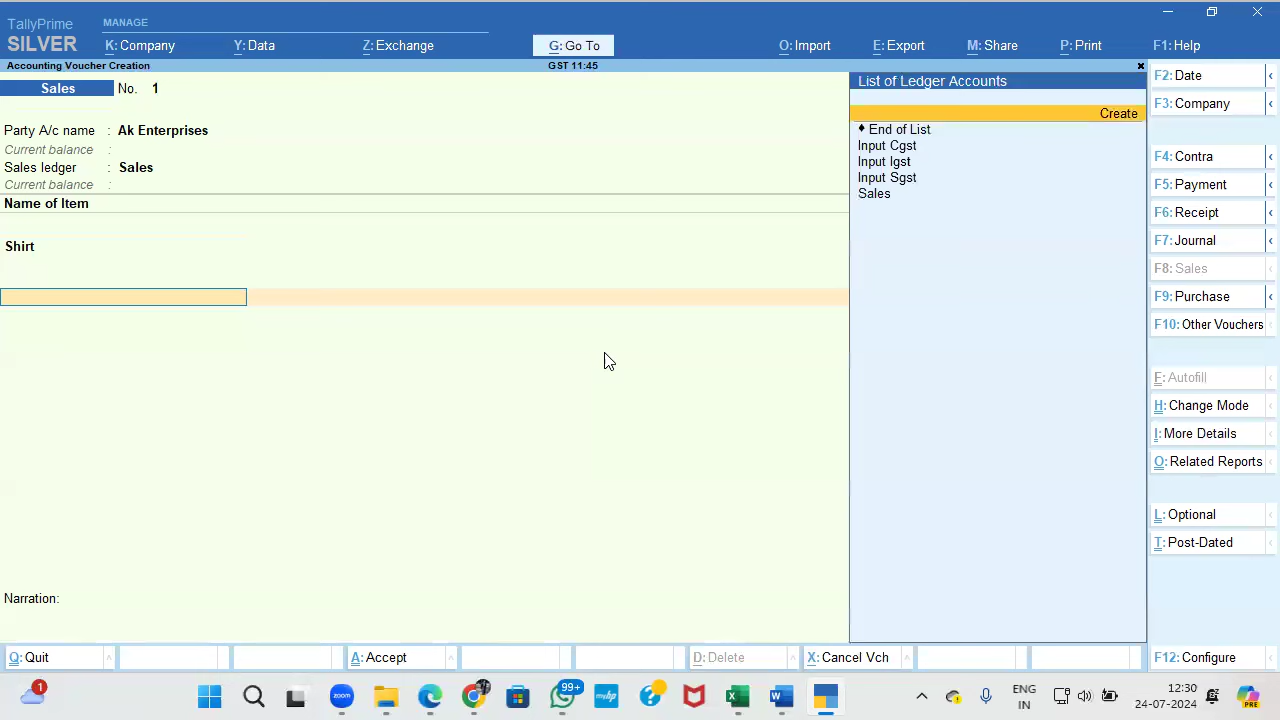 TallyPrime
MANAGE
SILVER
K: Company
Y: Data
Z: Exchange
G: Go To
O: Import
E: Export
M: Share
P: Print
F1: Help
Accounting Voucher Creation
GST 11:45
Sales No. 1
Party A/c name : Ak Enterprises
Current balance :
Sales ledger : Sales
Current balance :
Name of Item
Shirt
Narration:
List of Ledger Accounts
Create
♦ End of List
Input Cgst
Input Igst
Input Sgst
Sales
F2: Date
F3: Company
F4: Contra
F5: Payment
F6: Receipt
F7: Journal
F8: Sales
F9: Purchase
F10: Other Vouchers
F: Autofill
H: Change Mode
I: More Details
O: Related Reports
L: Optional
T: Post-Dated
Q: Quit
A: Accept
D: Delete
X: Cancel Vch
F12: Configure
1
zoom
99+
myhp
ENG
IN
12:30
24-07-2024
PRE